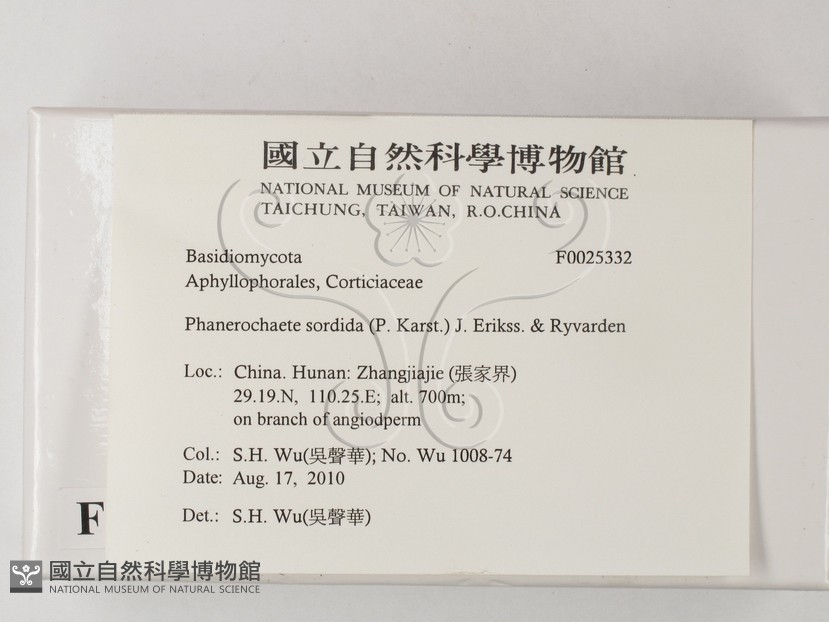 國立自然科學博物館
NATIONAL MUSEUM OF NATURAL SCIENCE
TAICHUNG, TAIWAN, R.O.CHINA
Basidiomycota F0025332
Aphyllophorales, Corticiaceae
Phanerochaete sordida (P. Karst.) J. Erikss. & Ryvarden
Loc.: China. Hunan: Zhangjiajie (張家界)
29.19.N, 110.25.E; alt. 700m;
on branch of angiodperm
Col.: S.H. Wu(吳聲華); No. Wu 1008-74
Date: Aug. 17, 2010
Det.: S.H. Wu(吳聲華)
F
國立自然科學博物館
NATIONAL MUSEUM OF NATURAL SCIENCE